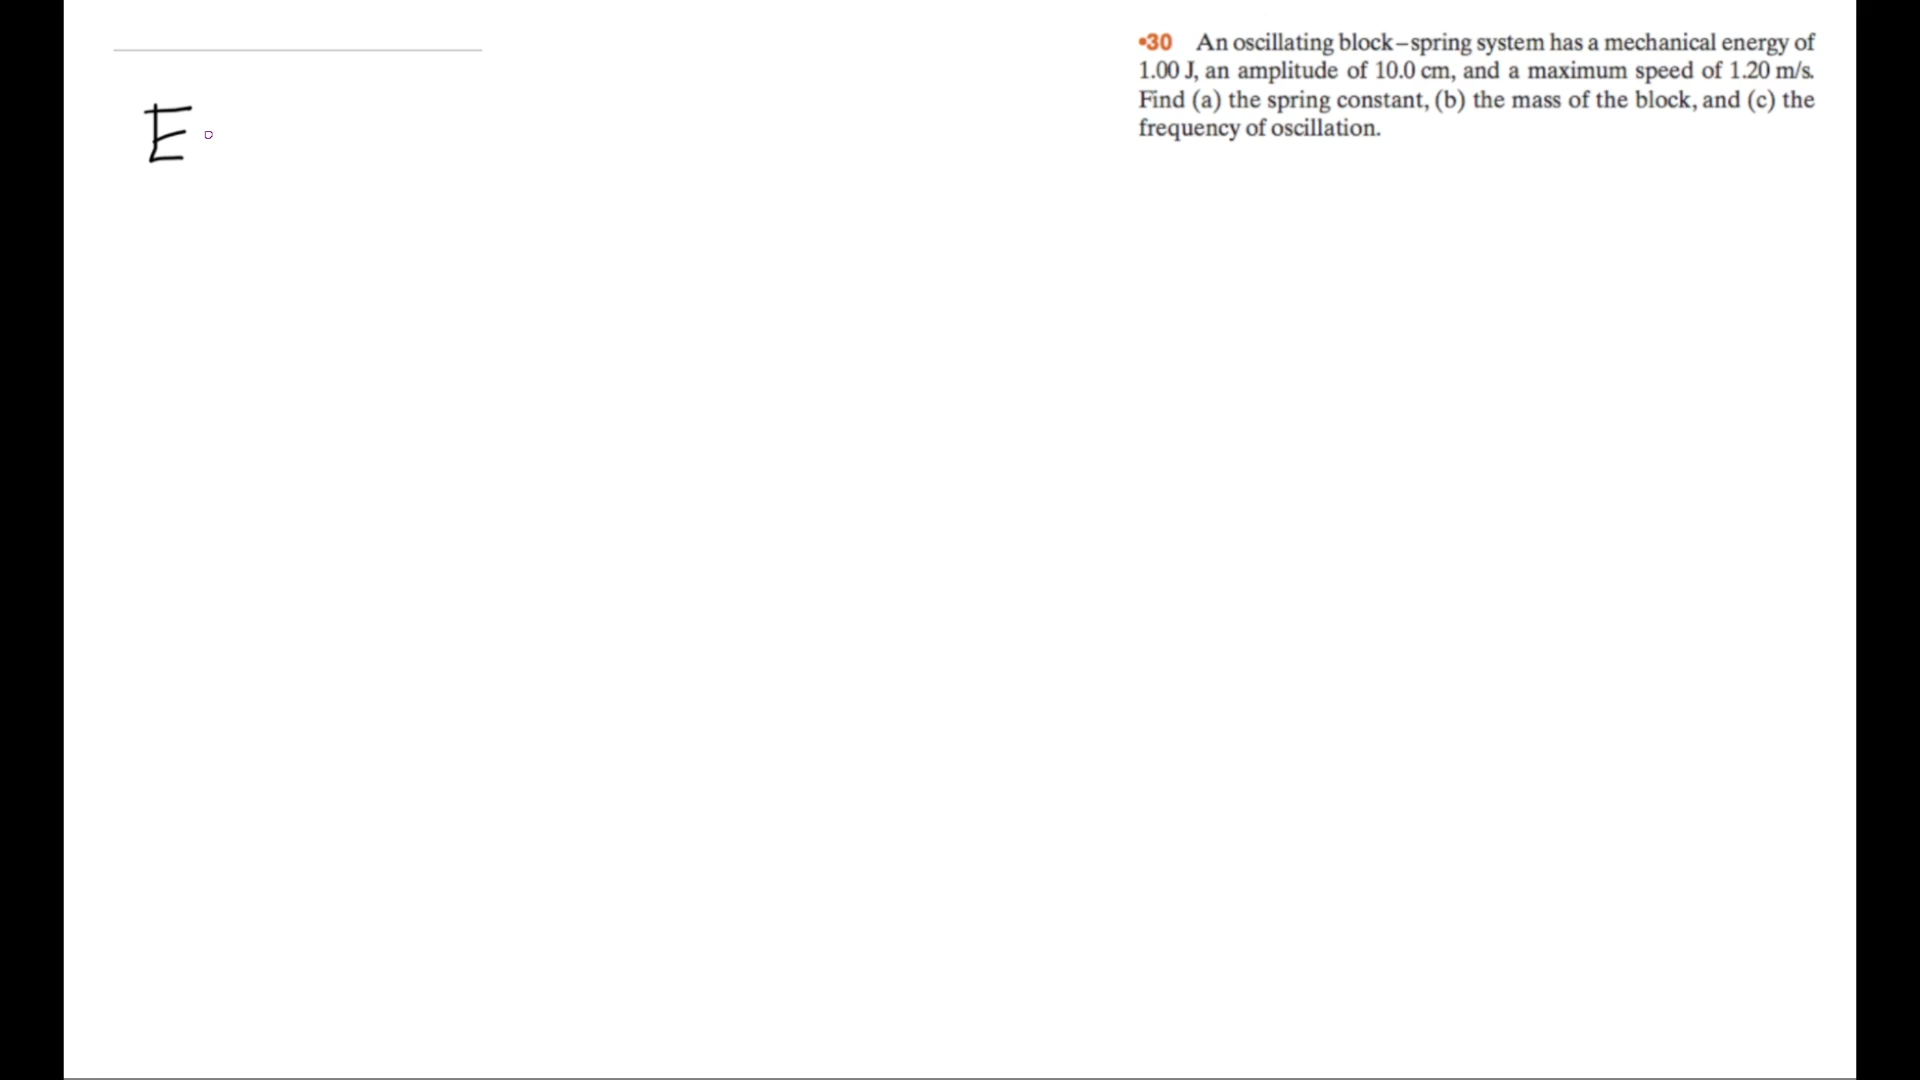 E
•30 An oscillating block–spring system has a mechanical energy of
1.00 J, an amplitude of 10.0 cm, and a maximum speed of 1.20 m/s.
Find (a) the spring constant, (b) the mass of the block, and (c) the
frequency of oscillation.